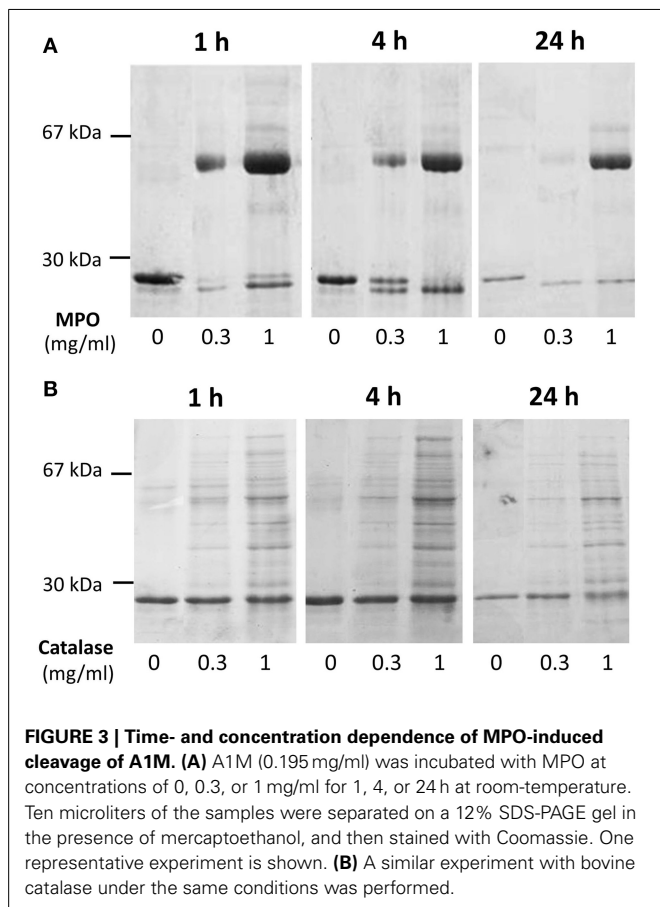 A
1 h 4 h 24 h
67 kDa
30 kDa
MPO
(mg/ml) 0 0.3 1 0 0.3 1 0 0.3 1
B
1 h 4 h 24 h
67 kDa
30 kDa
Catalase
(mg/ml) 0 0.3 1 0 0.3 1 0 0.3 1
FIGURE 3 | Time- and concentration dependence of MPO-induced
cleavage of A1M. (A) A1M (0.195 mg/ml) was incubated with MPO at
concentrations of 0, 0.3, or 1 mg/ml for 1, 4, or 24 h at room-temperature.
Ten microliters of the samples were separated on a 12% SDS-PAGE gel in
the presence of mercaptoethanol, and then stained with Coomassie. One
representative experiment is shown. (B) A similar experiment with bovine
catalase under the same conditions was performed.